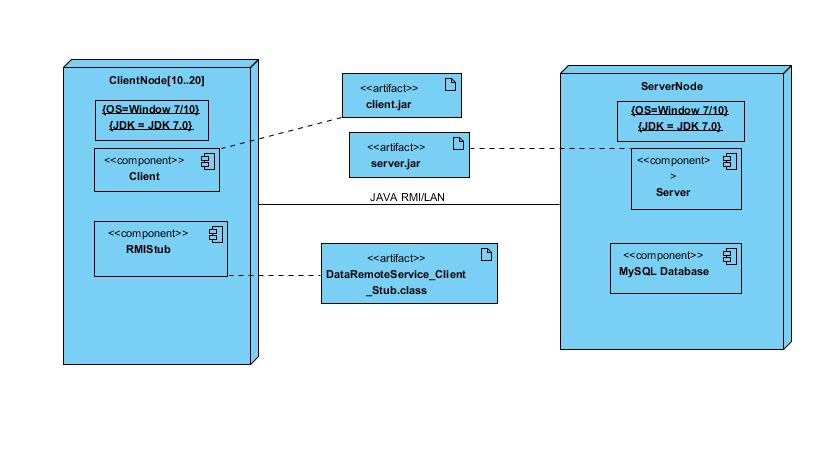 ClientNode[10..20]
{OS=Window 7/10}
{JDK = JDK 7.0}
<<component>>
Client
<<component>>
RMIStub
<<artifact>>
client.jar
<<artifact>>
server.jar
JAVA RMI/LAN
<<artifact>>
DataRemoteService_Client
_Stub.class
ServerNode
{OS=Window 7/10}
{JDK = JDK 7.0}
<<component>
>
Server
<<component>>
MySQL Database